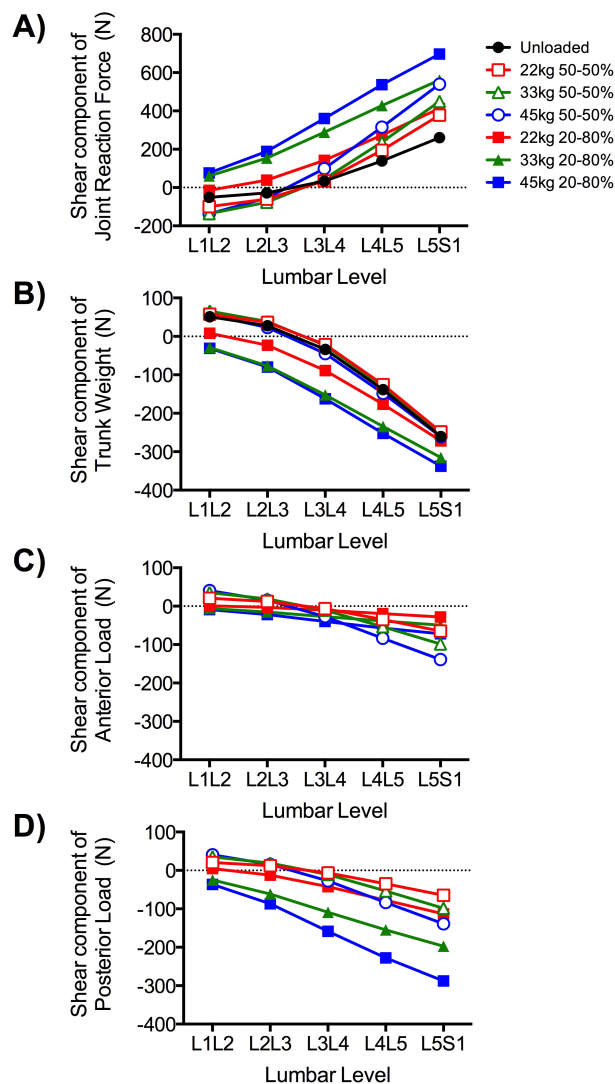 A)
Shear component of
Joint Reaction Force (N)
800
600
400
200
0
-200
L1L2 L2L3 L3L4 L4L5 L5S1
Lumbar Level
Unloaded
22kg 50-50%
33kg 50-50%
45kg 50-50%
22kg 20-80%
33kg 20-80%
45kg 20-80%
B)
Shear component of
Trunk Weight (N)
100
0
-100
-200
-300
-400
L1L2 L2L3 L3L4 L4L5 L5S1
Lumbar Level
C)
Shear component of
Anterior Load (N)
100
0
-100
-200
-300
-400
L1L2 L2L3 L3L4 L4L5 L5S1
Lumbar Level
D)
Shear component of
Posterior Load (N)
100
0
-100
-200
-300
-400
L1L2 L2L3 L3L4 L4L5 L5S1
Lumbar Level